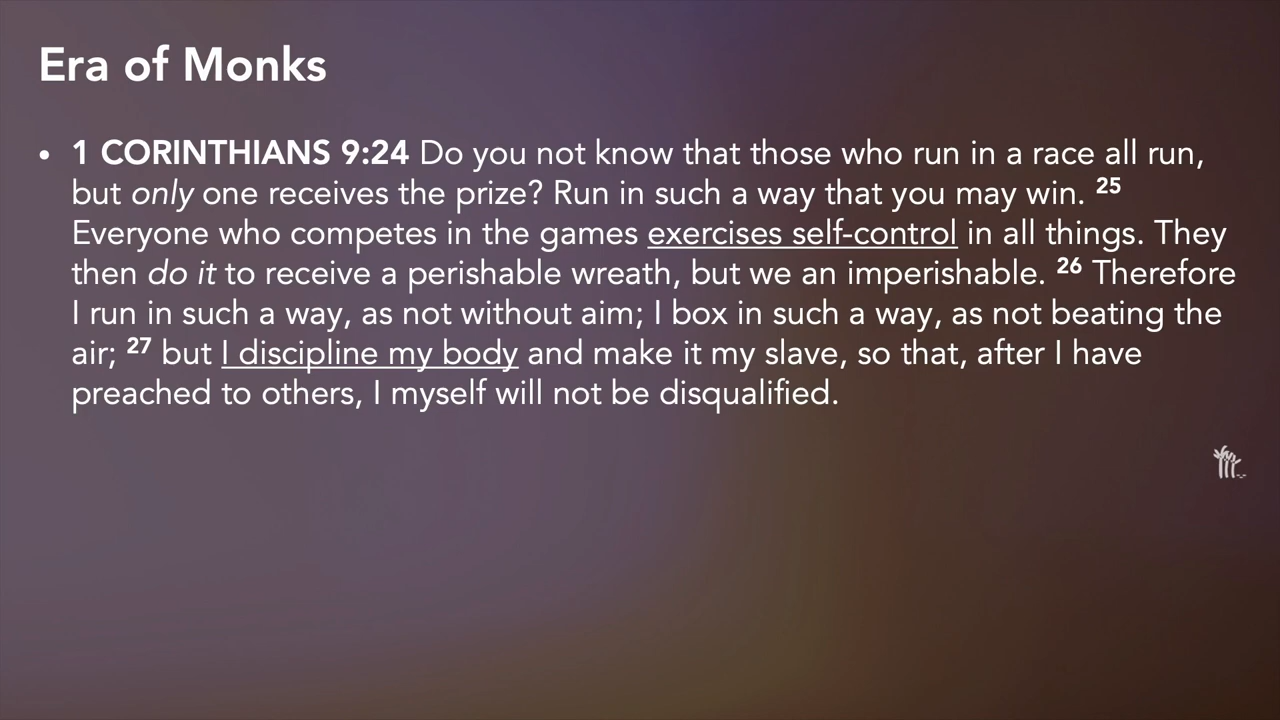 Era of Monks
• 1 CORINTHIANS 9:24 Do you not know that those who run in a race all run,
but only one receives the prize? Run in such a way that you may win. 25
Everyone who competes in the games exercises self-control in all things. They
then do it to receive a perishable wreath, but we an imperishable. 26 Therefore
I run in such a way, as not without aim; I box in such a way, as not beating the
air; 27 but I discipline my body and make it my slave, so that, after I have
preached to others, I myself will not be disqualified.